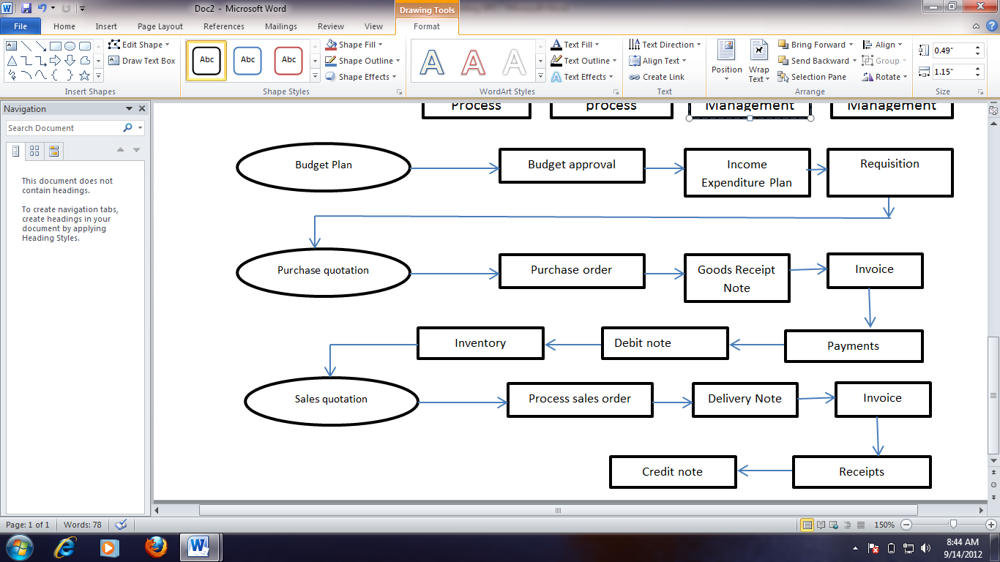 Doc2 - Microsoft Word
Drawing Tools
File Home Insert Page Layout References Mailings Review View Format
Edit Shape
Draw Text Box
Insert Shapes
Abc Abc Abc
Shape Fill
Shape Outline
Shape Effects
Shape Styles
A A A
Text Fill
Text Outline
Text Effects
WordArt Styles
Text Direction
Align Text
Create Link
Text
Position
Wrap
Text
Bring Forward
Send Backward
Selection Pane
Align
Group
Rotate
Arrange
0.49"
1.15"
Size
Navigation
Search Document
This document does not
contain headings.
To create navigation tabs,
create headings in your
document by applying
Heading Styles.
Process process Management Management
Budget Plan
Budget approval
Income
Expenditure Plan
Requisition
Purchase quotation
Purchase order
Goods Receipt
Note
Invoice
Inventory
Debit note
Payments
Sales quotation
Process sales order
Delivery Note
Invoice
Credit note
Receipts
Page: 1 of 1 Words: 78 150%
8:44 AM
9/14/2012